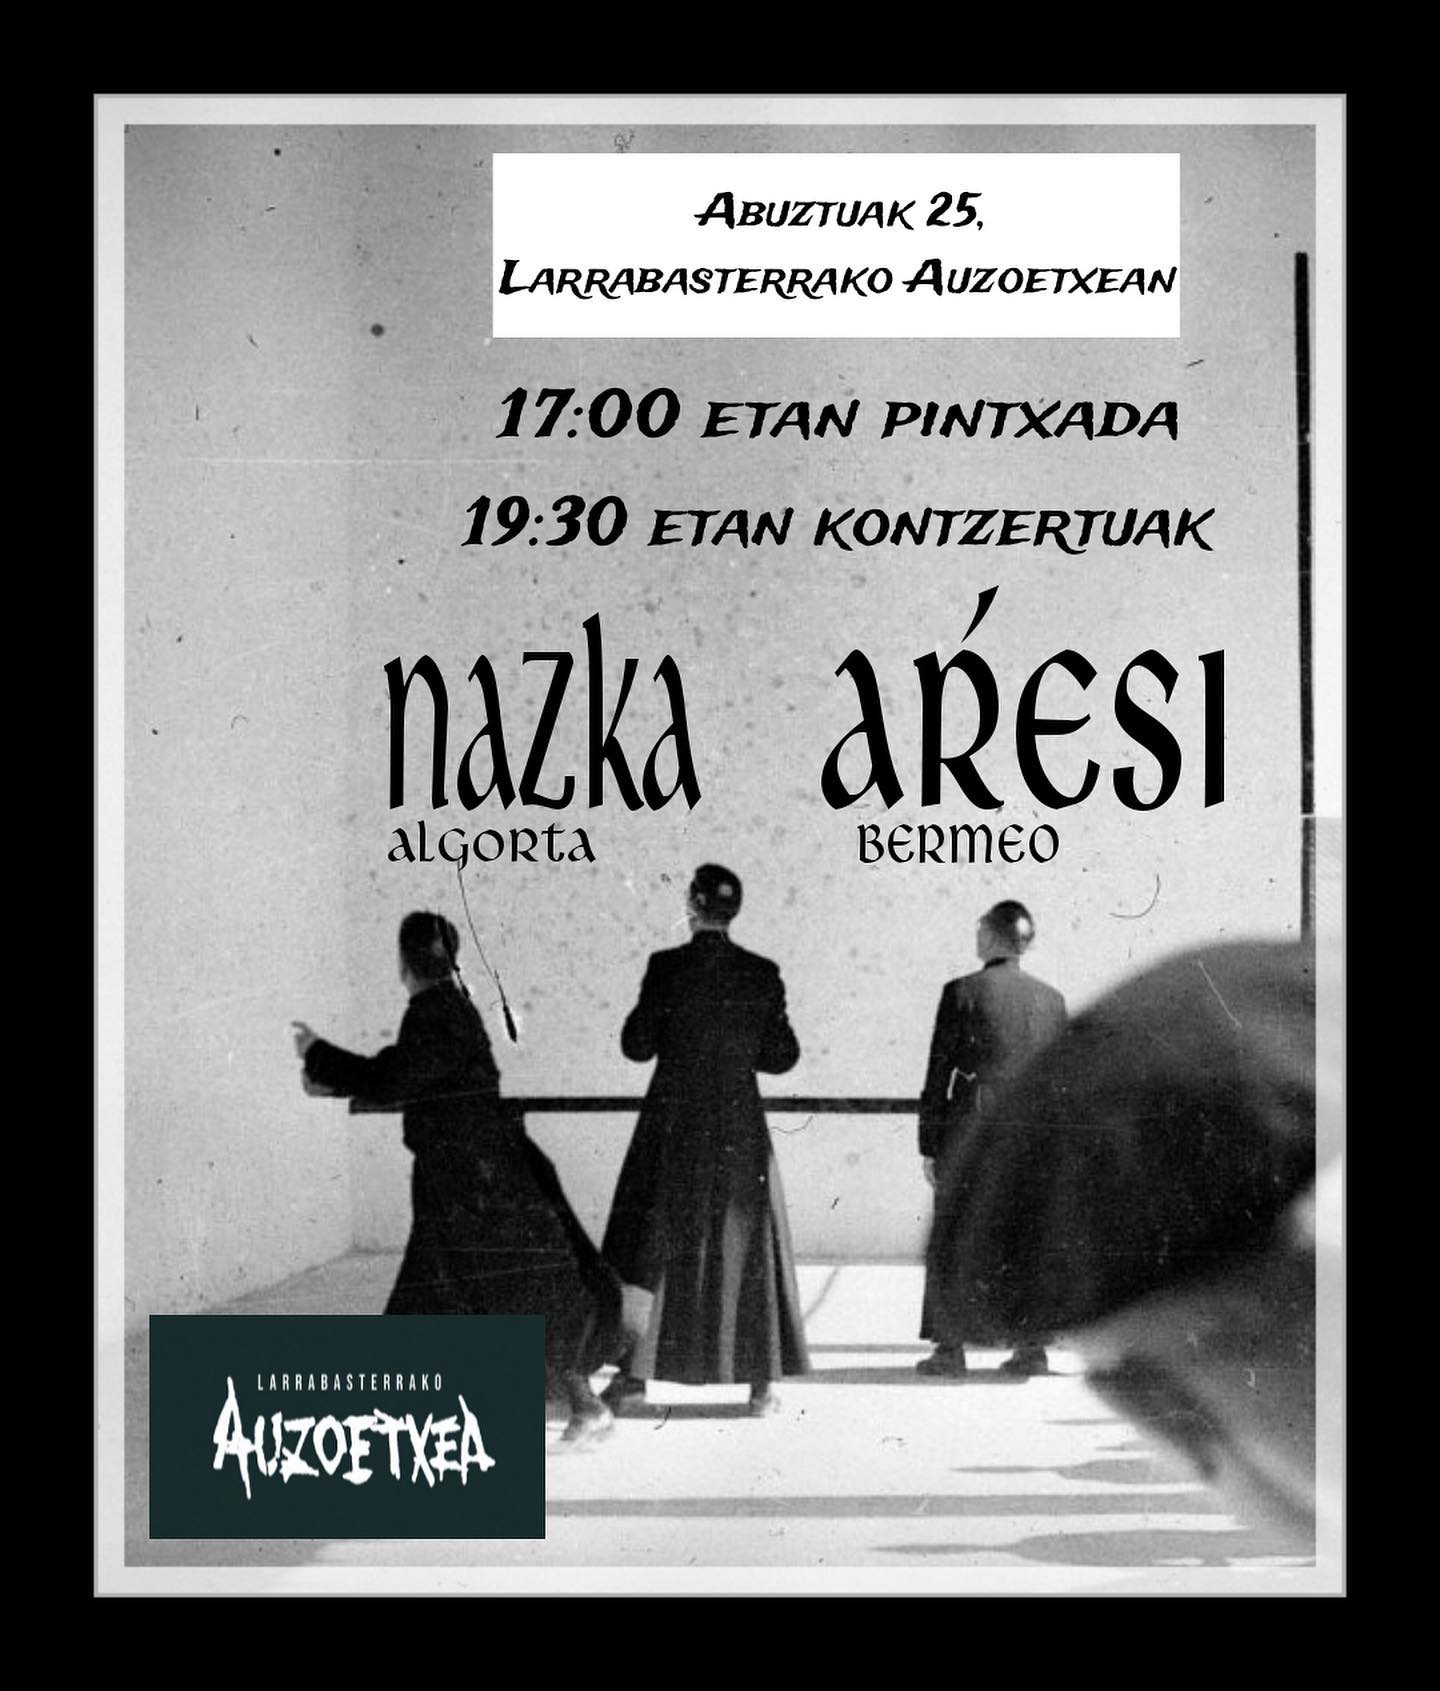 Abuztuak 25,
Larrabasterrako Auzoetxean
17:00 etan pintxada
19:30 etan kontzertuak
nazka aŕesi
algorta BERMEO
LARRABASTERRAKO
AUZOETXEA